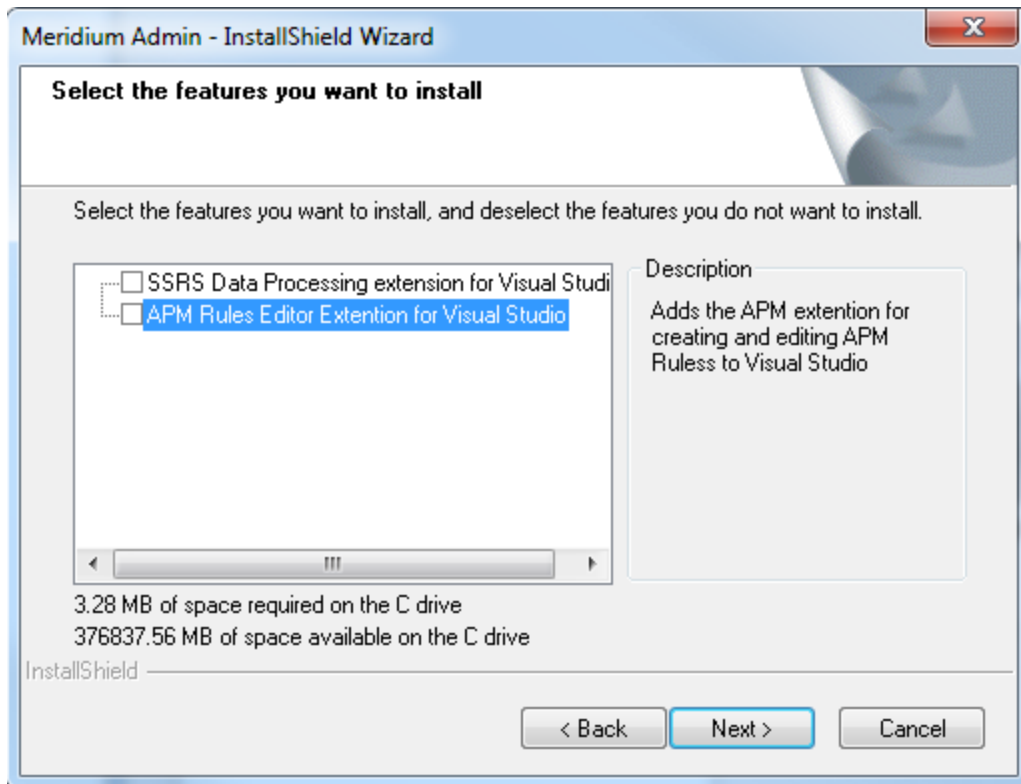 Meridium Admin - InstallShield Wizard
Select the features you want to install
Select the features you want to install, and deselect the features you do not want to install.
SSRS Data Processing extension for Visual Studi
APM Rules Editor Extention for Visual Studio
Description
Adds the APM extention for
creating and editing APM
Ruless to Visual Studio
3.28 MB of space required on the C drive
376837.56 MB of space available on the C drive
InstallShield
< Back
Next >
Cancel